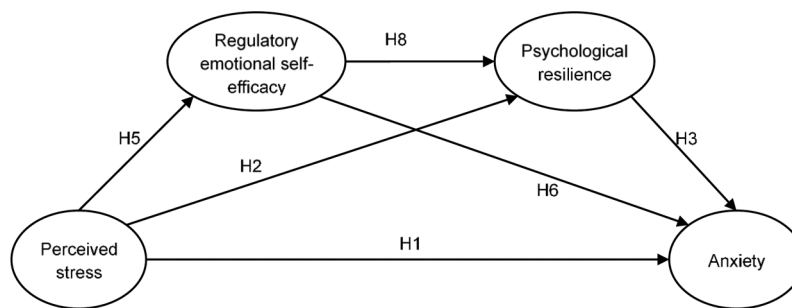 Regulatory
emotional self-
efficacy
H8
Psychological
resilience
H5
H2
H6
H3
Perceived
stress
H1
Anxiety